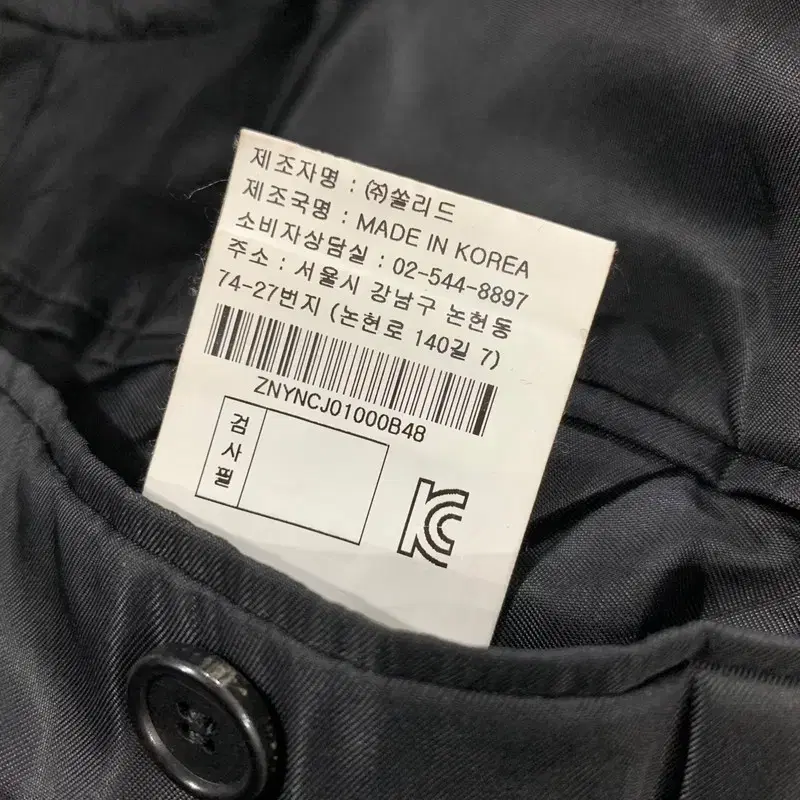 제조자명 : ㈜쏠리드
제조국명 : MADE IN KOREA
소비자상담실 : 02-544-8897
주소 : 서울시 강남구 논현동
74-27번지 (논현로 140길 7)
ZNYNCJ01000B48
검사필
KC